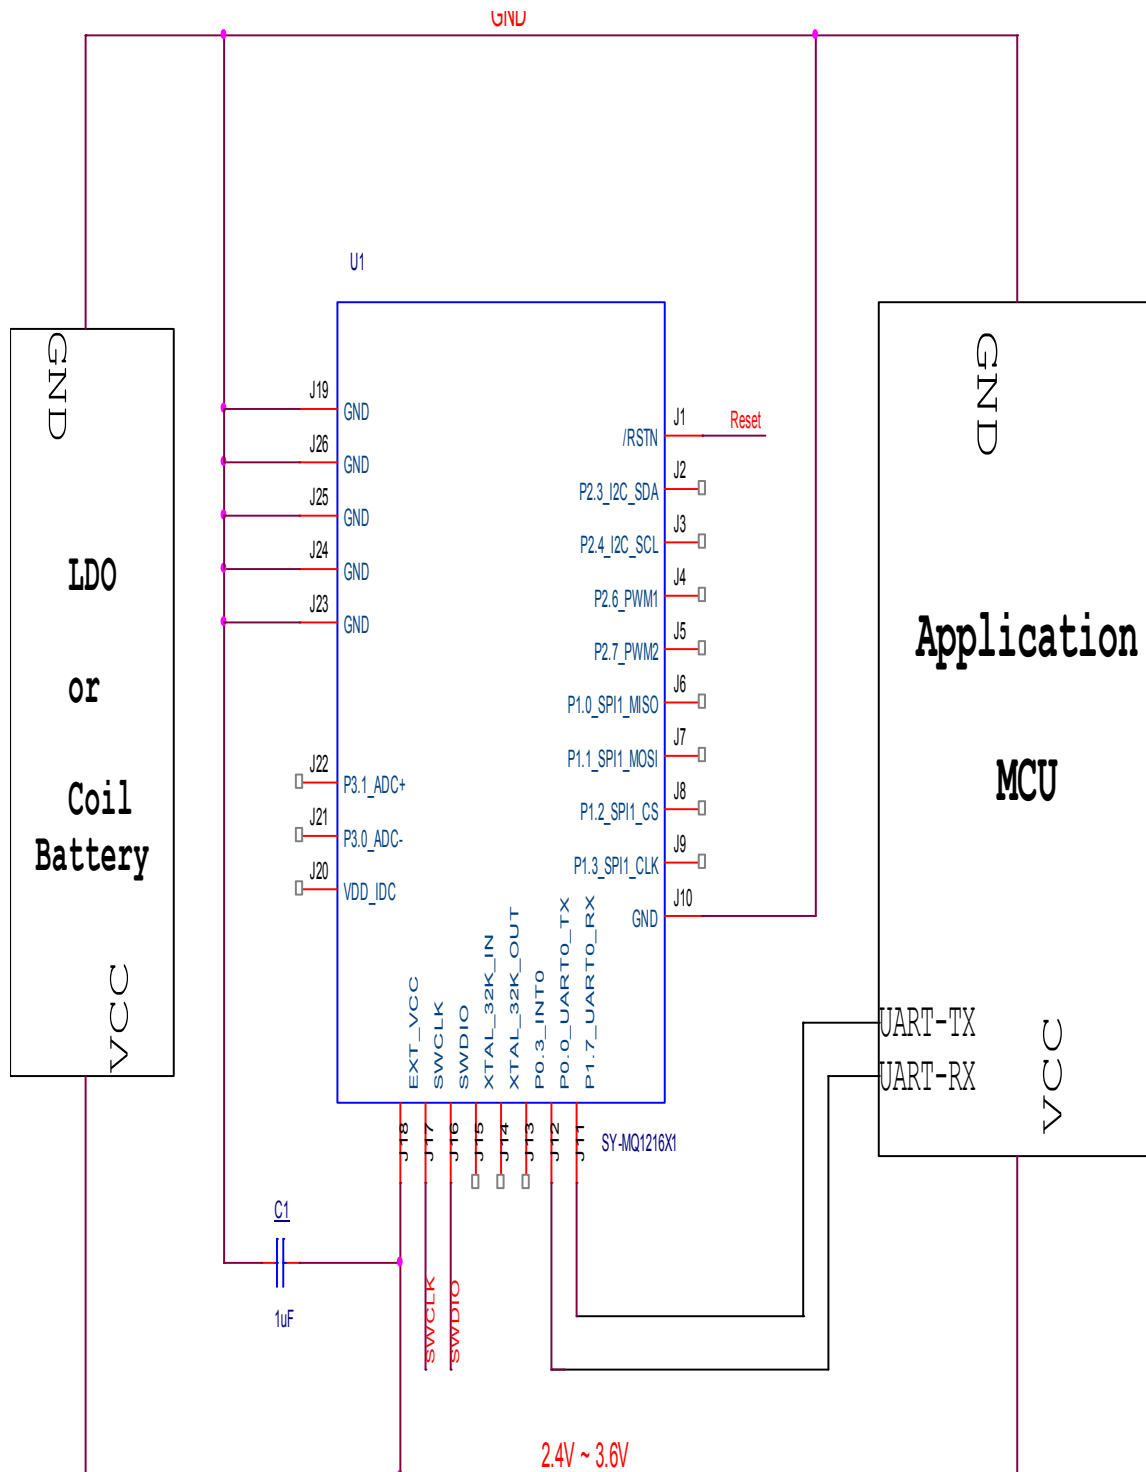 GND
U1
GND
LDO
or
Coil
Battery
VCC
J19
GND
J26
GND
J25
GND
J24
GND
J23
GND
J22
P3.1_ADC+
J21
P3.0_ADC-
J20
VDD_IDC
J1
/RSTN
Reset
J2
P2.3_I2C_SDA
J3
P2.4_I2C_SCL
J4
P2.6_PWM1
J5
P2.7_PWM2
J6
P1.0_SPI1_MISO
J7
P1.1_SPI1_MOSI
J8
P1.2_SPI1_CS
J9
P1.3_SPI1_CLK
J10
GND
EXT_VCC
SWCLK
SWDIO
XTAL_32K_IN
XTAL_32K_OUT
P0.3_INT0
P0.0_UART0_TX
P1.7_UART0_RX
J18
J17
J16
J15
J14
J13
J12
J11
SY-MQ1216X1
GND
Application
MCU
UART-TX
UART-RX
VCC
C1
1uF
SWCLK
SWDIO
2.4V ~ 3.6V